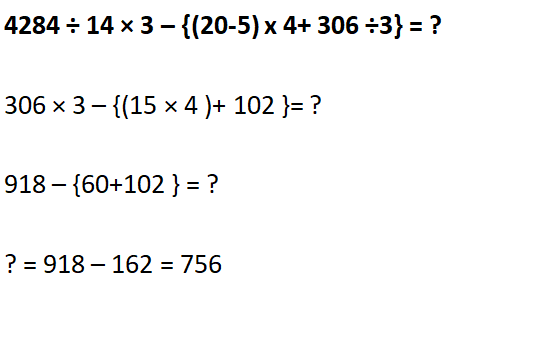 4284 ÷ 14 × 3 – {(20-5) x 4+ 306 ÷3} = ?
306 × 3 – {(15 × 4 )+ 102 }= ?
918 – {60+102 } = ?
? = 918 – 162 = 756